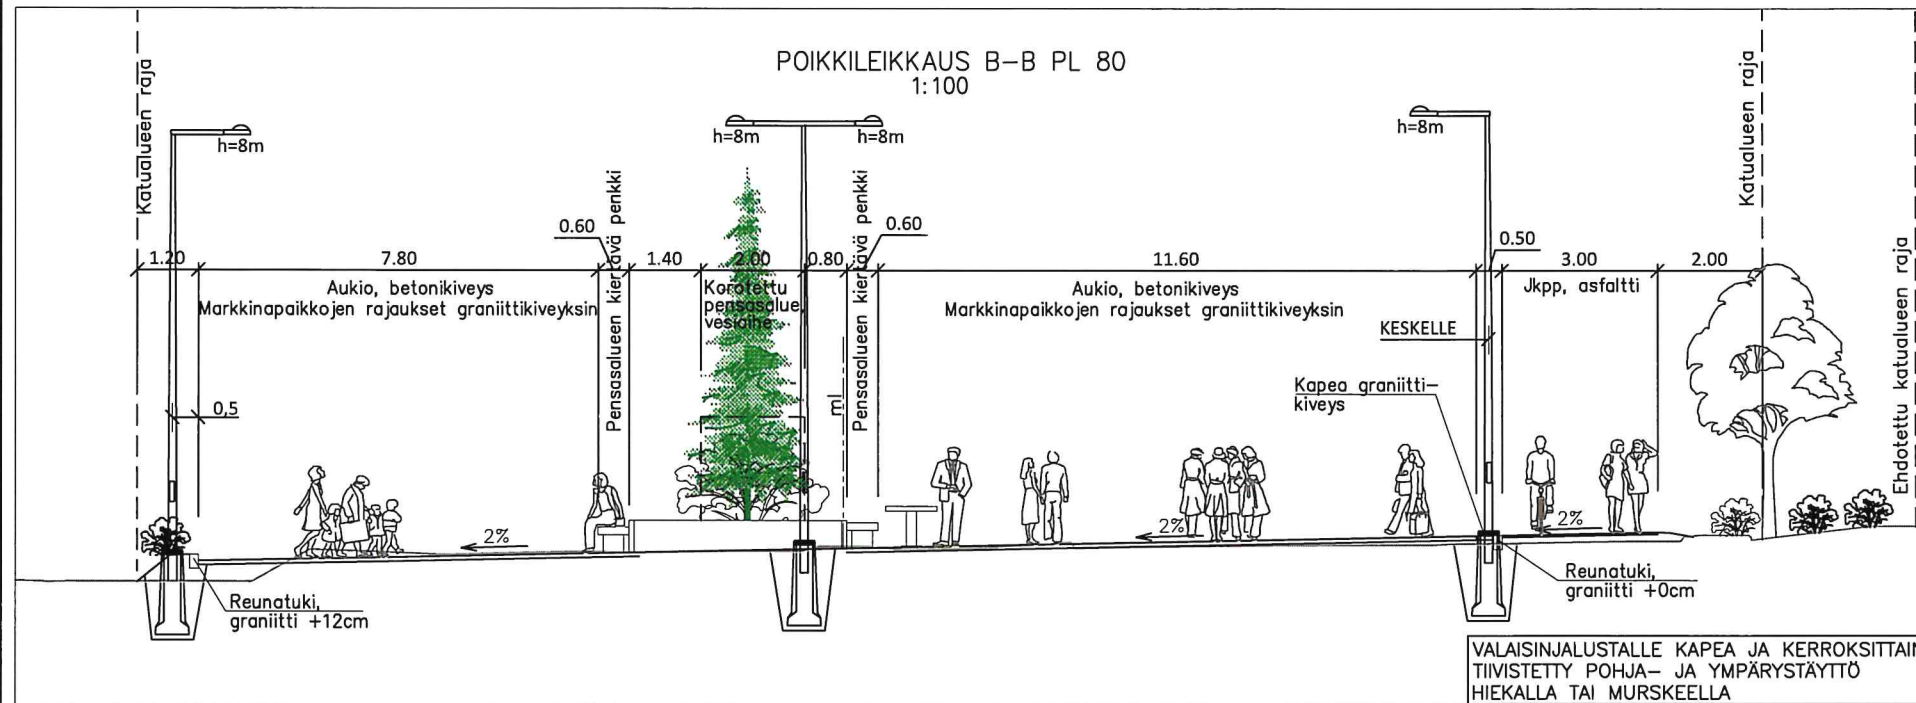 POIKKILEIKKAUS B-B PL 80
1:100
Katualueen raja
h=8m
h=8m
h=8m
h=8m
Katualueen raja
Ehdotettu katualueen raja
Pensasalueen kiertävä penkki
Pensasalueen kiertävä penkki
0.60
0.60
0.50
1.20
7.80
1.40
2.00
0.80
11.60
3.00
2.00
Aukio, betonikiveys
Markkinapaikkojen rajaukset graniittikiveyksin
Korotettu
pensasalue,
vesiaihe
Aukio, betonikiveys
Markkinapaikkojen rajaukset graniittikiveyksin
Jkpp, asfaltti
KESKELLE
Kapea graniitti-
kiveys
0,5
ml
2%
2%
2%
Reunatuki,
graniitti +12cm
Reunatuki,
graniitti +0cm
VALAISINJALUSTALLE KAPEA JA KERROKSITTAIN
TIIVISTETTY POHJA- JA YMPÄRYSTÄYTTÖ
HIEKALLA TAI MURSKEELLA